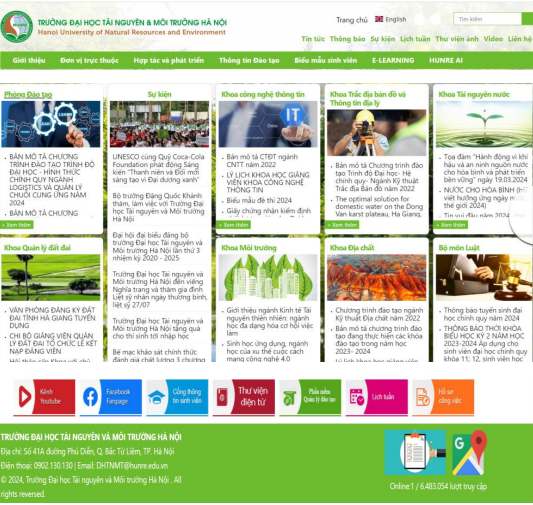 TRƯỜNG ĐẠI HỌC TÀI NGUYÊN & MÔI TRƯỜNG HÀ NỘI
Hanoi University of Natural Resources and Environment
Trang chủ English Tìm kiếm
Tin tức Thông báo Sự kiện Lịch tuần Thư viện ảnh Video Liên hệ
Giới thiệu Đơn vị trực thuộc Hợp tác và phát triển Thông tin Đào tạo Biểu mẫu sinh viên E-LEARNING HUNRE AI
Phòng Đào tạo
BẢN MÔ TẢ CHƯƠNG
TRÌNH ĐÀO TẠO TRÌNH ĐỘ
ĐẠI HỌC - HÌNH THỨC
CHÍNH QUY NGÀNH
LOGISTICS VÀ QUẢN LÝ
CHUỖI CUNG ỨNG NĂM
2024
BẢN MÔ TẢ CHƯƠNG
+ Xem thêm
Sự kiện
UNESCO cùng Quỹ Coca-Cola
Foundation phát động Sáng
kiến "Thanh niên và Đổi mới
sáng tạo vì Đại dương xanh"
Bộ trưởng Đặng Quốc Khánh
thăm, làm việc với Trường Đại
học Tài nguyên và Môi trường
Hà Nội
Đại hội đại biểu đảng bộ
trường Đại học Tài nguyên và
Môi trường Hà Nội lần thứ 3
nhiệm kỳ 2020 - 2025
Trường Đại học Tài nguyên và
Môi trường Hà Nội đến viếng
Nghĩa trang và thăm gia đình
Liệt sỹ nhân ngày thương binh,
liệt sỹ 27/07
Trường Đại học Tài nguyên và
Môi trường Hà Nội tặng quà
cho thí sinh tới nhập học
Bế mạc khảo sát chính thức
đánh giá chất lượng 3 chương
Khoa công nghệ thông tin
IT
Bản mô tả CTĐT ngành
CNTT năm 2022
LÝ LỊCH KHOA HỌC GIẢNG
VIÊN KHOA CÔNG NGHỆ
THÔNG TIN
Biểu mẫu đề thi 2024
Giấy chứng nhận kiểm định
+ Xem thêm
Khoa Trắc địa bản đồ và
Thông tin địa lý
Bản mô tả Chương trình đào
tạo Trình độ Đại học- Hệ
chính quy- Ngành Kỹ thuật
Trắc địa Bản đồ năm 2022
The optimal solution for
domestic water on the Dong
Van karst plateau, Ha Giang,
+ Xem thêm
Khoa Tài nguyên nước
Tọa đàm "Hành động vì khí
hậu và an ninh nguồn nước
cho hòa bình và phát triển
bền vững" ngày 19.03.2024
NƯỚC CHO HÒA BÌNH
viết hưởng ứng ngày
thế giới 2024)
+ Xem thêm
Khoa Quản lý đất đai
VĂN PHÒNG ĐĂNG KÝ ĐẤT
ĐAI TỈNH HÀ GIANG TUYỂN
DỤNG
CHI BỘ GIẢNG VIÊN QUẢN
LÝ ĐẤT ĐAI TỔ CHỨC LỄ KẾT
NẠP ĐẢNG VIÊN
Khoa Môi trường
Giới thiệu ngành Kinh tế Tài
nguyên thiên nhiên: ngành
học đa dạng hóa cơ hội việc
làm
Sinh học ứng dụng, ngành
học của xu thế cuộc cách
mạng công nghệ 4.0
Khoa Địa chất
Chương trình đào tạo ngành
Kỹ thuật Địa chất năm 2022
Bản mô tả chương trình đào
tạo đang thực hiện các khóa
đào tạo trong năm học
2023- 2024
Lý lịch khoa học giảng viên
Bộ môn Luật
Thông báo tuyển sinh đại
học chính quy năm 2024
THÔNG BÁO THỜI KHÓA
BIỂU HỌC KỲ 2 NĂM HỌC
2023-2024 Áp dụng cho
sinh viên đại học chính quy
khóa 11; 12, sinh viên học
Kênh
Youtube
Facebook
Fanpage
Cổng thông
tin sinh viên
Thư viện
điện tử
Phần mềm
Quản lý đào tạo
Lịch tuần
Hồ sơ
công việc
TRƯỜNG ĐẠI HỌC TÀI NGUYÊN VÀ MÔI TRƯỜNG HÀ NỘI
Địa chỉ: Số 41A đường Phú Diễn, Q. Bắc Từ Liêm, TP. Hà Nội
Điện thoại: 0902.130.130 | Email: DHTNMT@hunre.edu.vn
© 2024, Trường Đại học Tài nguyên và Môi trường Hà Nội . All
rights reversed.
Online:1 / 6.483.054 lượt truy cập